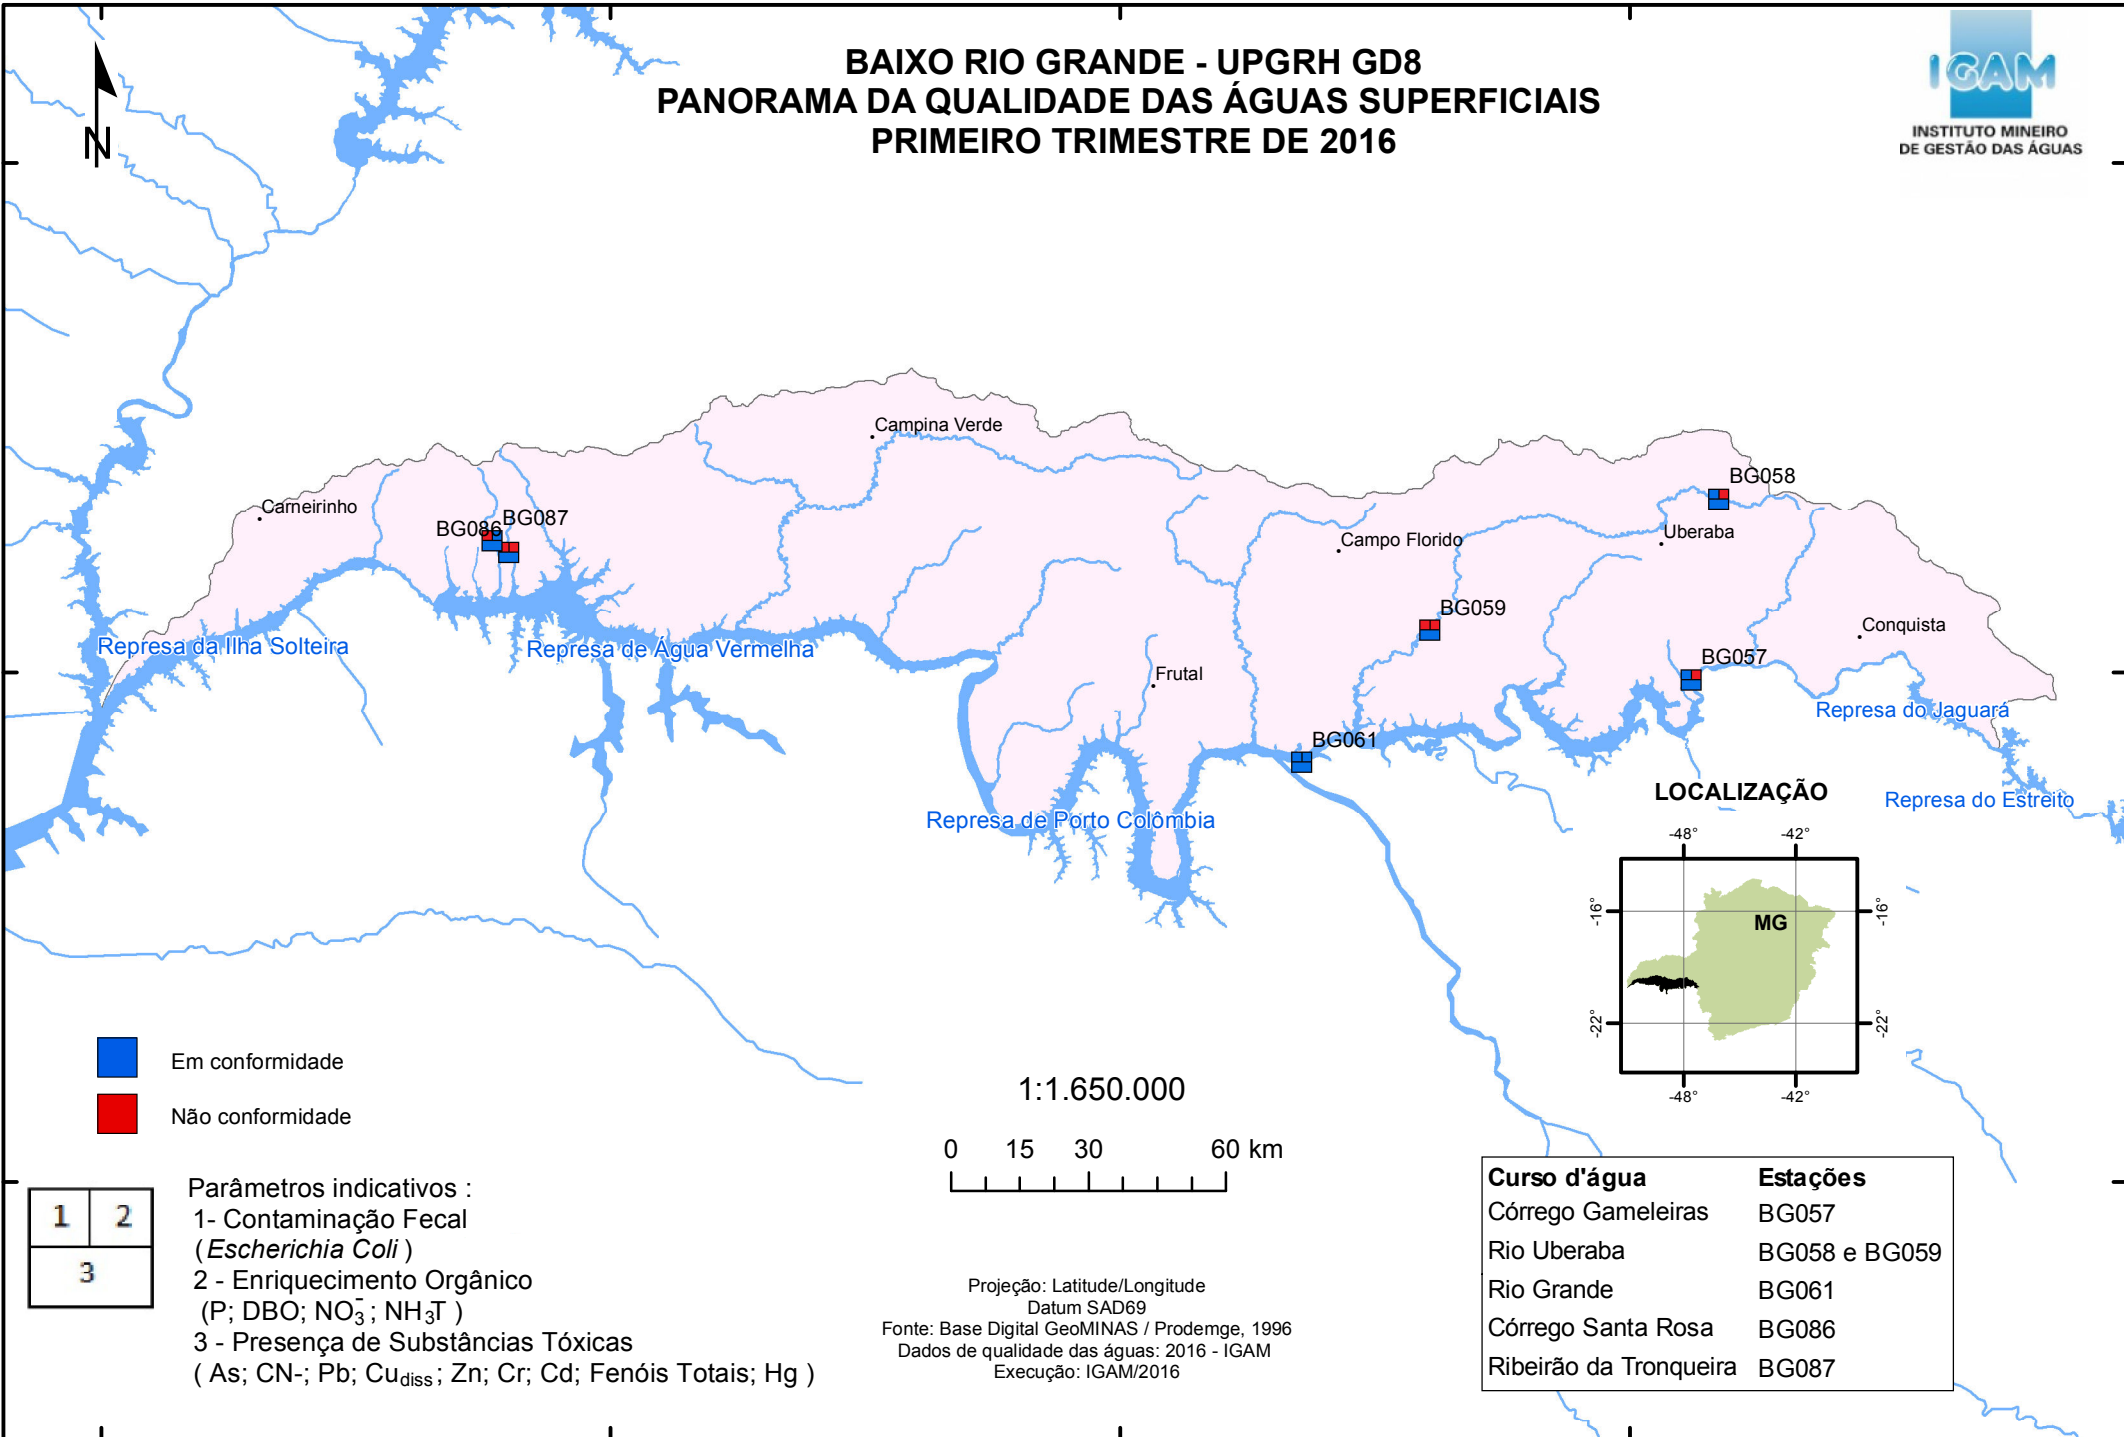 BAIXO RIO GRANDE - UPGRH GD8
PANORAMA DA QUALIDADE DAS ÁGUAS SUPERFICIAIS
PRIMEIRO TRIMESTRE DE 2016
IGAM
INSTITUTO MINEIRO
DE GESTÃO DAS ÁGUAS
N
Campina Verde
Carneirinho
BG086
BG087
BG058
Uberaba
Campo Florido
BG059
Conquista
BG057
Frutal
BG061
Represa da Ilha Solteira
Represa de Água Vermelha
Represa do Jaguará
Represa de Porto Colômbia
Represa do Estreito
LOCALIZAÇÃO
-48° -42°
-16° -16°
MG
-22° -22°
-48° -42°
Em conformidade
Não conformidade
1 2
3
Parâmetros indicativos :
1- Contaminação Fecal
(Escherichia Coli )
2 - Enriquecimento Orgânico
(P; DBO; NO3-; NH3T )
3 - Presença de Substâncias Tóxicas
( As; CN-; Pb; Cudiss; Zn; Cr; Cd; Fenóis Totais; Hg )
1:1.650.000
0 15 30 60 km
Projeção: Latitude/Longitude
Datum SAD69
Fonte: Base Digital GeoMINAS / Prodemge, 1996
Dados de qualidade das águas: 2016 - IGAM
Execução: IGAM/2016
Curso d'água Estações
Córrego Gameleiras BG057
Rio Uberaba BG058 e BG059
Rio Grande BG061
Córrego Santa Rosa BG086
Ribeirão da Tronqueira BG087